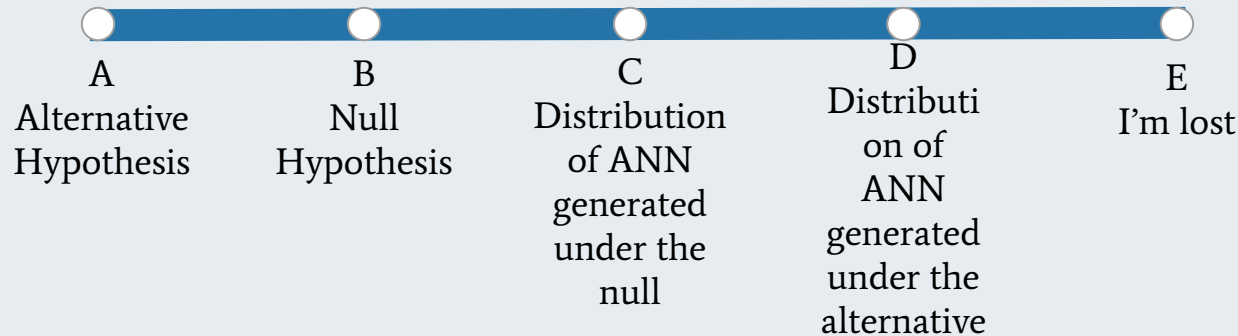 A
Alternative
Hypothesis
B
Null
Hypothesis
C
Distribution
of ANN
generated
under the
null
D
Distributi
on of
ANN
generated
under the
alternative
E
I'm lost